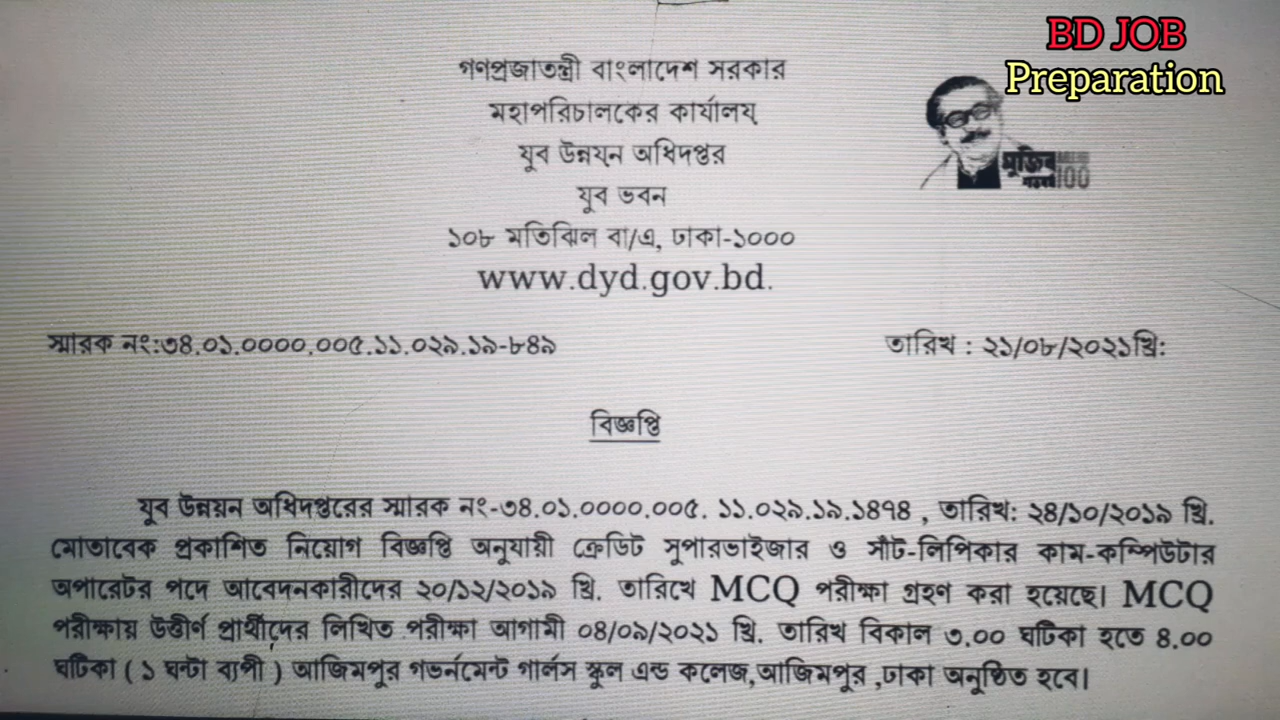 BD JOB
Preparation
গণপ্রজাতন্ত্রী বাংলাদেশ সরকার
মহাপরিচালকের কার্যালয়
যুব উন্নয়ন অধিদপ্তর
যুব ভবন
১০৮ মতিঝিল বা/এ, ঢাকা-১০০০
www.dyd.gov.bd.
মুজিব
100
স্মারক নং:৩৪.০১.০০০০.০০৫.১১.০২৯.১৯-৮৪৯
তারিখ : ২১/০৮/২০২১খ্রি:
বিজ্ঞপ্তি
যুব উন্নয়ন অধিদপ্তরের স্মারক নং-৩৪.০১.০০০০.০০৫. ১১.০২৯.১৯.১৪৭৪ , তারিখ: ২৪/১০/২০১৯ খ্রি.
মোতাবেক প্রকাশিত নিয়োগ বিজ্ঞপ্তি অনুযায়ী ক্রেডিট সুপারভাইজার ও সাঁট-লিপিকার কাম-কম্পিউটার
অপারেটর পদে আবেদনকারীদের ২০/১২/২০১৯ খ্রি. তারিখে MCQ পরীক্ষা গ্রহণ করা হয়েছে। MCQ
পরীক্ষায় উত্তীর্ণ প্রার্থীদের লিখিত পরীক্ষা আগামী ০৪/০৯/২০২১ খ্রি. তারিখ বিকাল ৩.০০ ঘটিকা হতে ৪.০০
ঘটিকা ( ১ ঘন্টা ব্যপী ) আজিমপুর গভর্নমেন্ট গার্লস স্কুল এন্ড কলেজ,আজিমপুর ,ঢাকা অনুষ্ঠিত হবে।